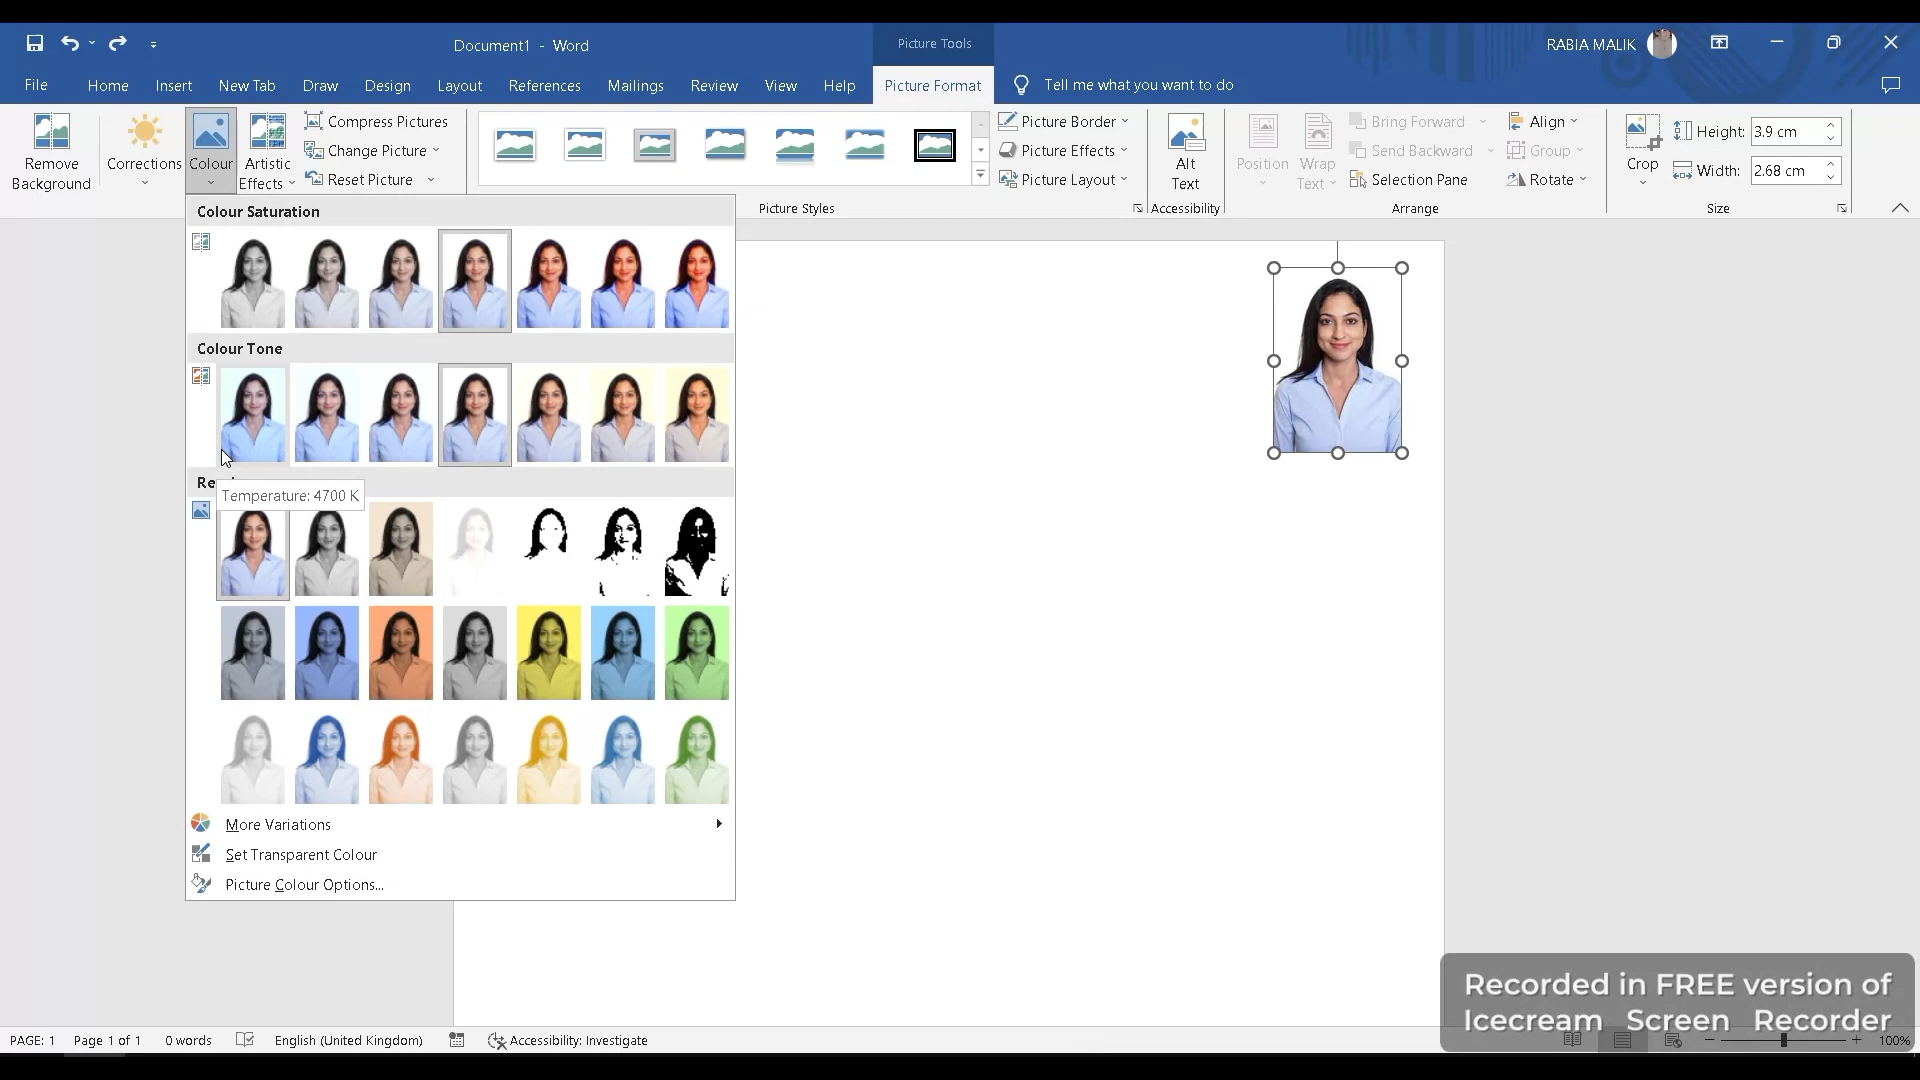 Document1 - Word
Picture Tools
RABIA MALIK
File Home Insert New Tab Draw Design Layout References Mailings Review View Help Picture Format Tell me what you want to do
Remove Background
Corrections
Colour
Artistic Effects
Compress Pictures
Change Picture
Reset Picture
Picture Border
Picture Effects
Picture Layout
Picture Styles
Alt Text
Accessibility
Position
Wrap Text
Bring Forward
Send Backward
Selection Pane
Align
Group
Rotate
Arrange
Crop
Height: 3.9 cm
Width: 2.68 cm
Size
Colour Saturation
Colour Tone
Temperature: 4700 K
More Variations
Set Transparent Colour
Picture Colour Options...
PAGE: 1 Page 1 of 1 0 words English (United Kingdom) Accessibility: Investigate
100%
Recorded in FREE version of
Icecream Screen Recorder